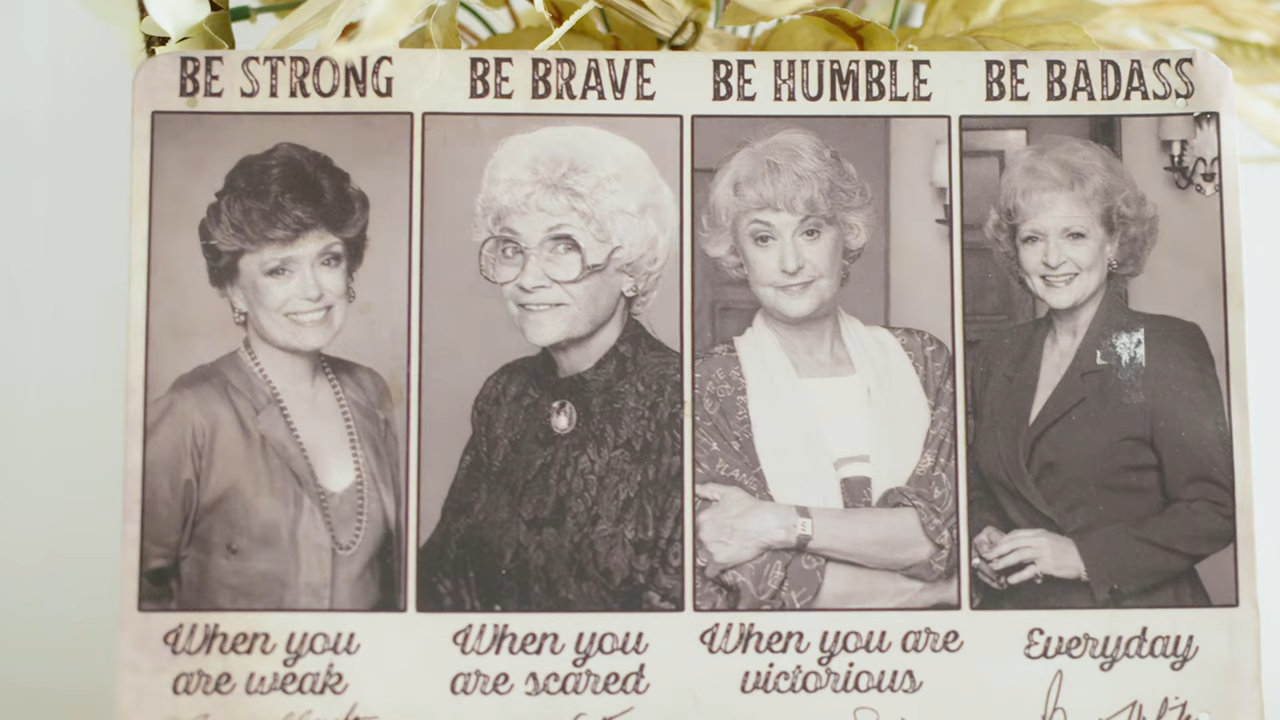 BE STRONG
BE BRAVE
BE HUMBLE
BE BADASS
PLANE
When you
are weak
When you
are scared
When you are
victorious
Everyday